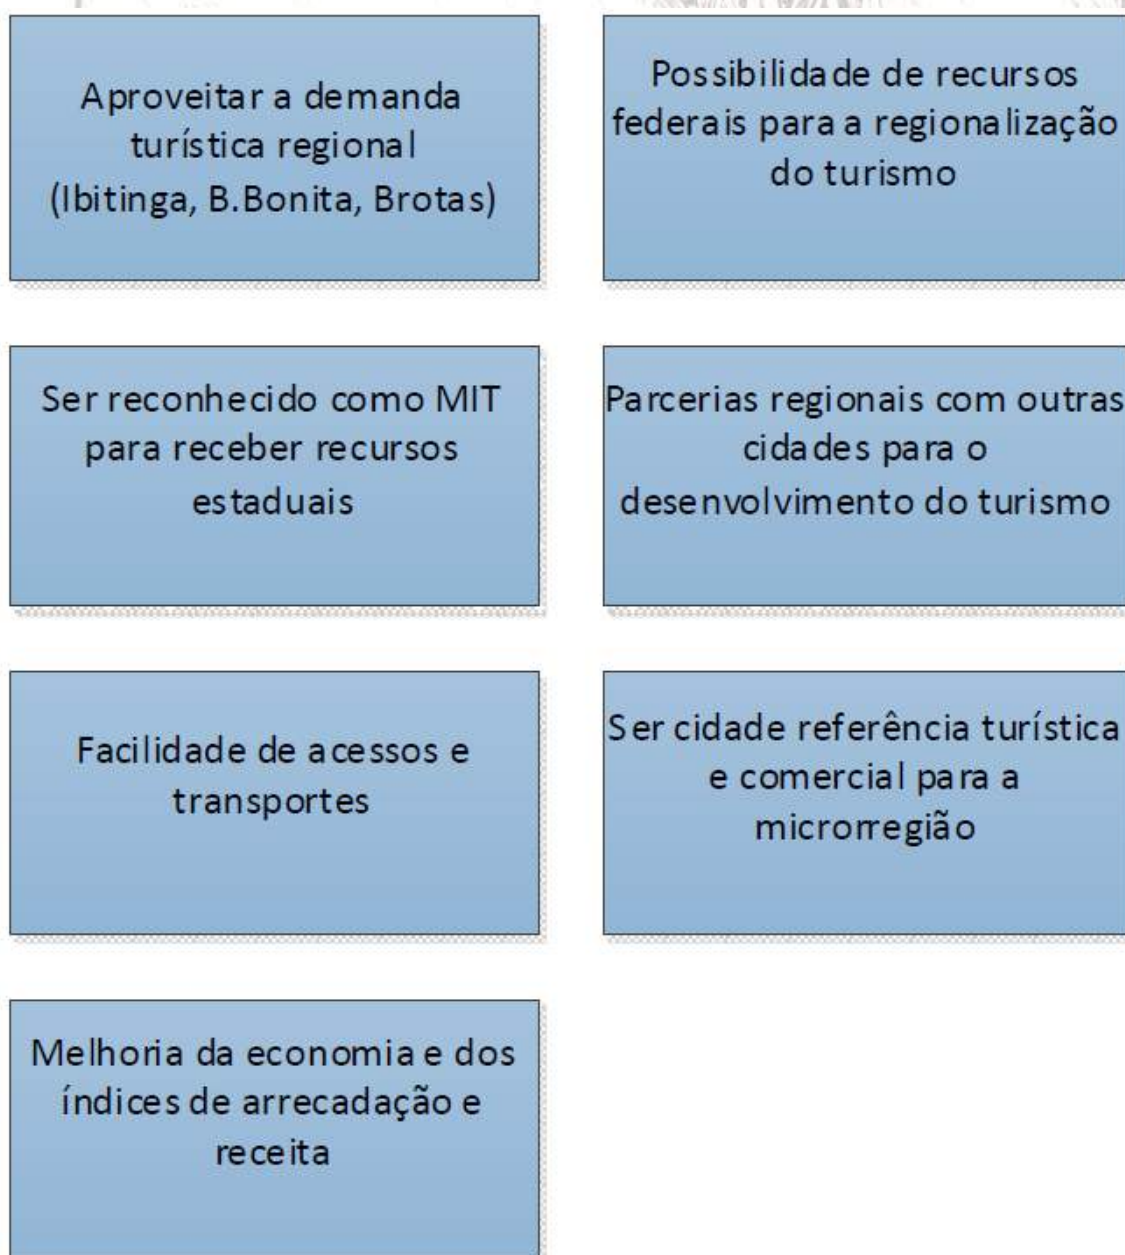 Aproveitar a demanda
turística regional
(Ibitinga, B.Bonita, Brotas)
Possibilidade de recursos
federais para a regionalização
do turismo
Ser reconhecido como MIT
para receber recursos
estaduais
Parcerias regionais com outras
cidades para o
desenvolvimento do turismo
Facilidade de acessos e
transportes
Ser cidade referência turística
e comercial para a
microrregião
Melhoria da economia e dos
índices de arrecadação e
receita